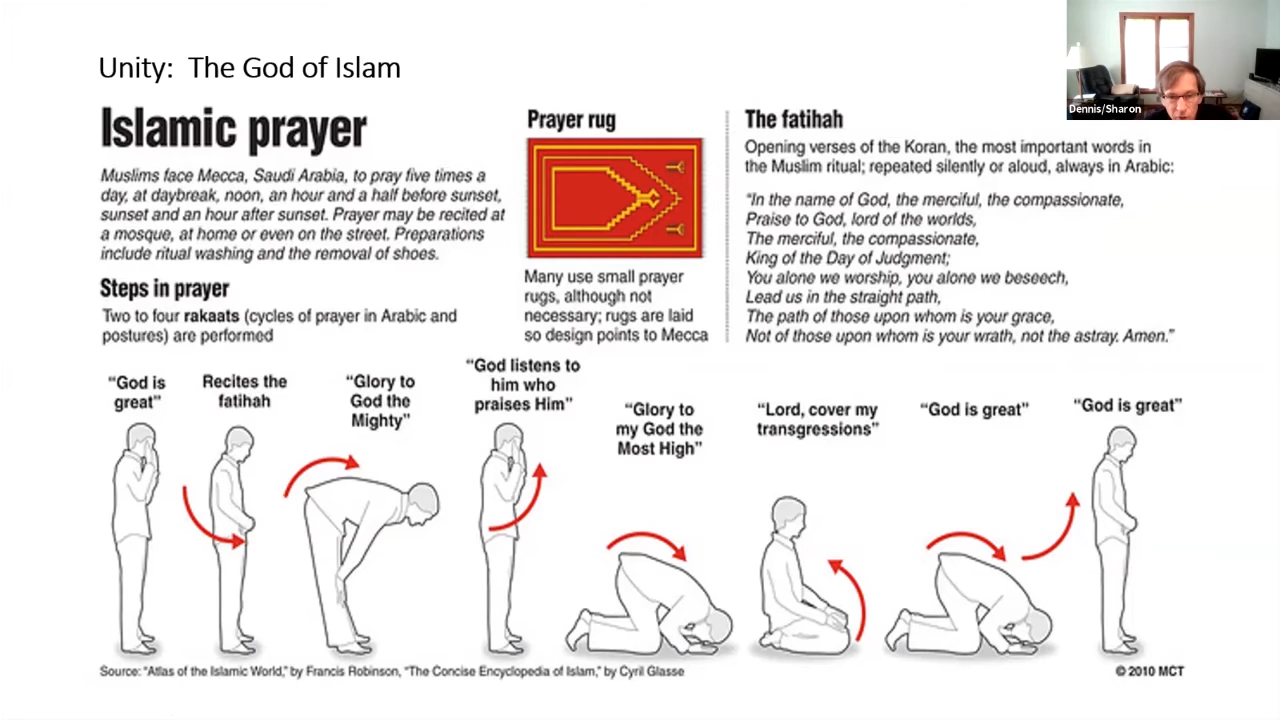 Unity: The God of Islam
Dennis/Sharon
Islamic prayer
Muslims face Mecca, Saudi Arabia, to pray five times a
day, at daybreak, noon, an hour and a half before sunset,
sunset and an hour after sunset. Prayer may be recited at
a mosque, at home or even on the street. Preparations
include ritual washing and the removal of shoes.
Steps in prayer
Two to four rakaats (cycles of prayer in Arabic and
postures) are performed
Prayer rug
Many use small prayer
rugs, although not
necessary; rugs are laid
so design points to Mecca
The fatihah
Opening verses of the Koran, the most important words in
the Muslim ritual; repeated silently or aloud, always in Arabic:
“In the name of God, the merciful, the compassionate,
Praise to God, lord of the worlds,
The merciful, the compassionate,
King of the Day of Judgment;
You alone we worship, you alone we beseech,
Lead us in the straight path,
The path of those upon whom is your grace,
Not of those upon whom is your wrath, not the astray. Amen.”
“God is
great”
Recites the
fatihah
“Glory to
God the
Mighty”
“God listens to
him who
praises Him”
“Glory to
my God the
Most High”
“Lord, cover my
transgressions”
“God is great”
“God is great”
Source: “Atlas of the Islamic World,” by Francis Robinson, “The Concise Encyclopedia of Islam,” by Cyril Glasse
© 2010 MCT